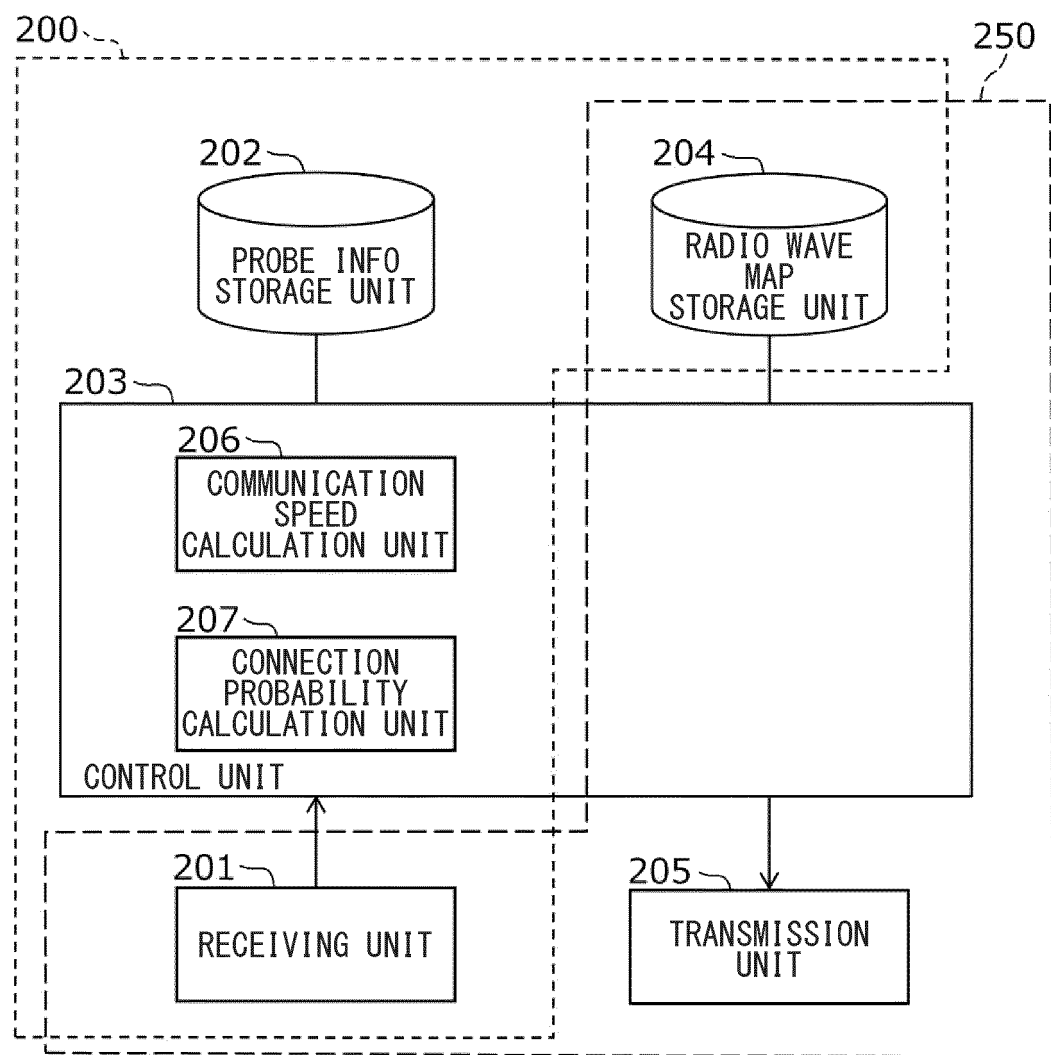 200
250
202
204
PROBE INFO
STORAGE UNIT
RADIO WAVE
MAP
STORAGE UNIT
203
206
COMMUNICATION
SPEED
CALCULATION UNIT
207
CONNECTION
PROBABILITY
CALCULATION UNIT
CONTROL UNIT
201
205
RECEIVING UNIT
TRANSMISSION
UNIT